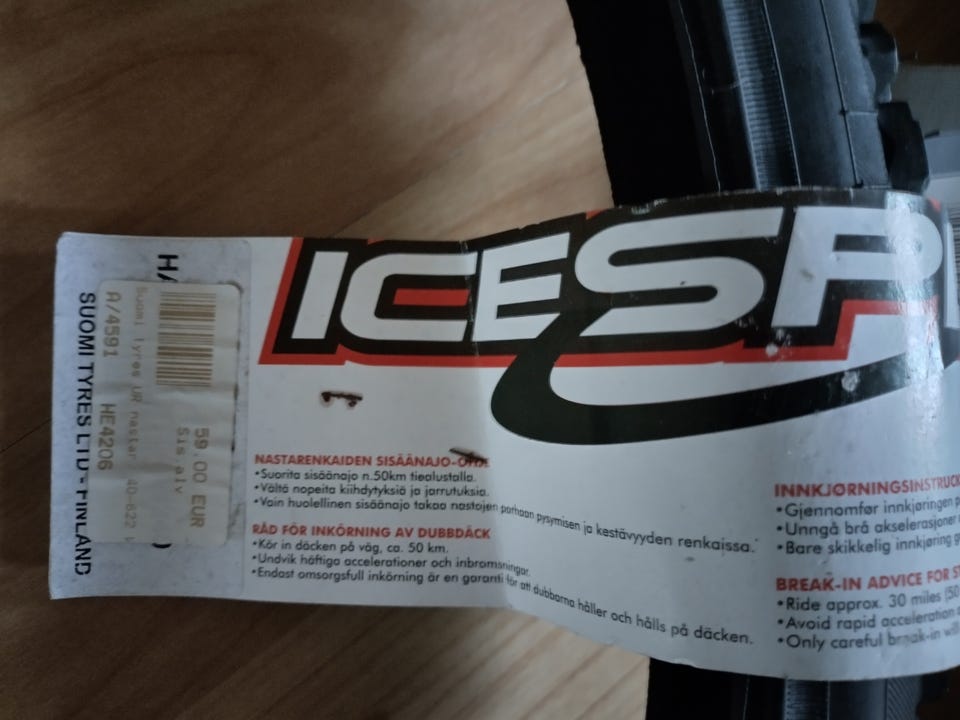 ICESP
NASTARENKAIDEN SISÄÄNAJO-
•Suorita sisäänajo n.50km tiealustalla.
•Vältä nopeita kiihdytyksiä ja jarrutuksia.
•Vain huolellinen sisäänajo takaa nastojen parhaan pysymisen ja kestävyyden renkaissa.
RÅD FÖR INKÖRNING AV DUBBDÄCK
•Kör in däcken på väg, ca. 50 km.
•Undvik häftiga accelerationer och inbromsningar.
•Endast omsorgsfull inkörning är en garanti för att dubbarna håller och hålls på däcken.
INNKJØRNINGSINSTRUCK
•Gjennomfør innkjøringen p
•Unngå brå akselerasjoner
•Bare skikkelig innkjøring g
BREAK-IN ADVICE FOR S
•Ride approx. 30 miles (50
•Avoid rapid acceleration
•Only careful break-in will
59.00 EUR
Sis.alv
Suomi tyres UR nastar. 40-622
A/4591 HE4206
HA
SUOMI TYRES LTD - FINLAND